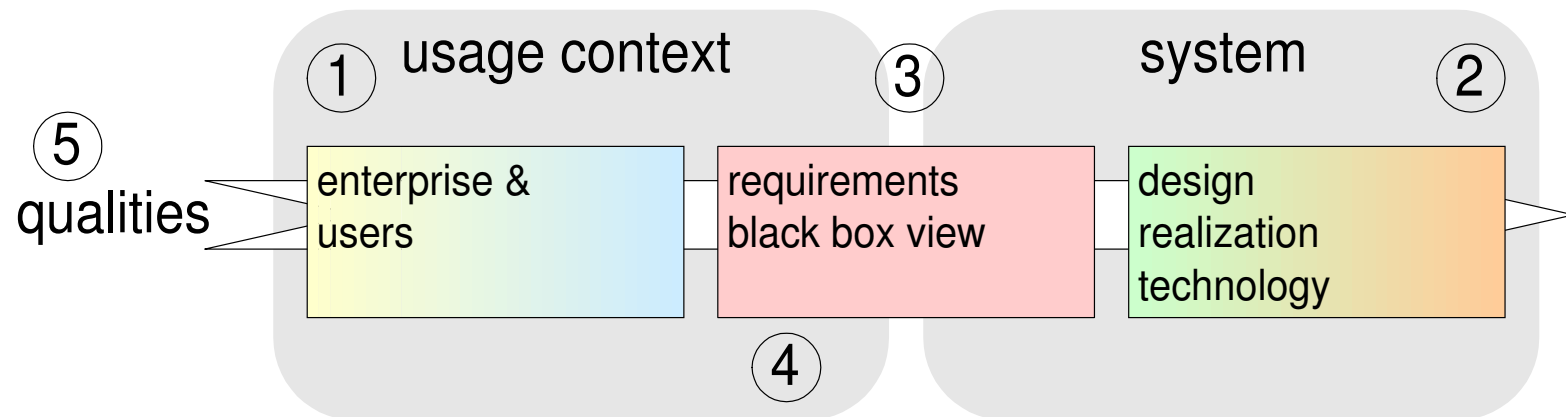 usage context
system
1
3
2
5
qualities
enterprise &
users
requirements
black box view
design
realization
technology
4